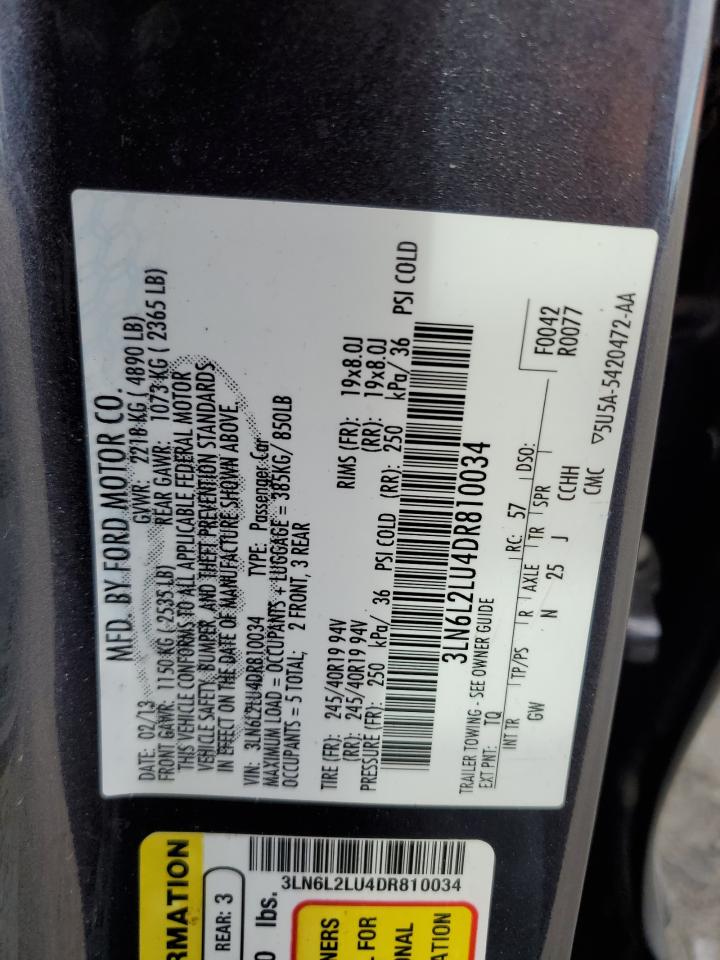 MFD. BY FORD MOTOR CO.
DATE: 02/13 GVWR: 2218 KG ( 4890 LB)
FRONT GAWR: 1150 KG ( 2535 LB) REAR GAWR: 1073 KG ( 2365 LB)
THIS VEHICLE CONFORMS TO ALL APPLICABLE FEDERAL MOTOR
VEHICLE SAFETY, BUMPER, AND THEFT PREVENTION STANDARDS
IN EFFECT ON THE DATE OF MANUFACTURE SHOWN ABOVE.
VIN: 3LN6L2LU4DR810034 TYPE: Passenger Car
MAXIMUM LOAD = OCCUPANTS + LUGGAGE = 385KG/ 850LB
OCCUPANTS = 5 TOTAL; 2 FRONT, 3 REAR
TIRE (FR): 245/40R19 94V RIMS (FR): 19x8.0J
(RR): 245/40R19 94V (RR): 19x8.0J
PRESSURE (FR): 250 kPa/ 36 PSI COLD (RR): 250 kPa/ 36 PSI COLD
3LN6L2LU4DR810034
TRAILER TOWING - SEE OWNER GUIDE
EXT PNT: TQ RC: 57 DSO: F0042
R0077
INT TR TP/PS R AXLE TR SPR
GW N 25 J CCHH
CMC ▽5U5A-5420472-AA
RMATION
REAR: 3
0 lbs.
3LN6L2LU4DR810034
NERS
L FOR
ONAL
ATION